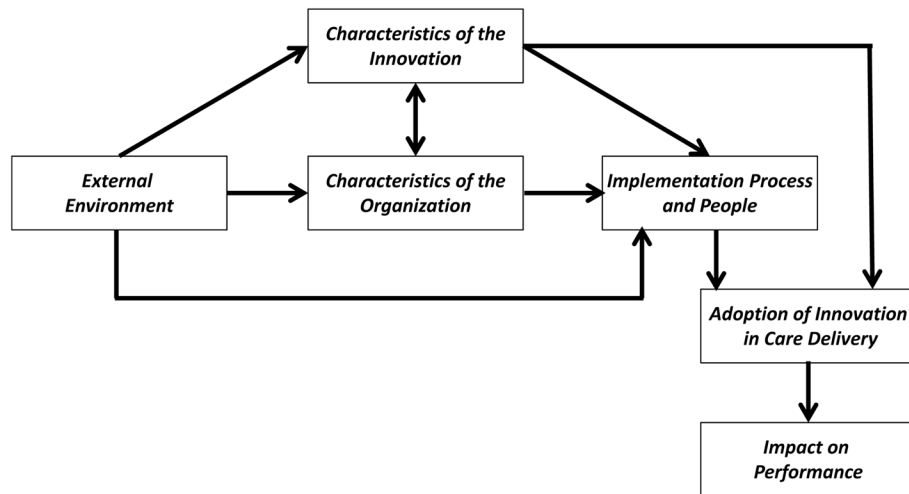 Characteristics of the
Innovation
External
Environment
Characteristics of the
Organization
Implementation Process
and People
Adoption of Innovation
in Care Delivery
Impact on
Performance